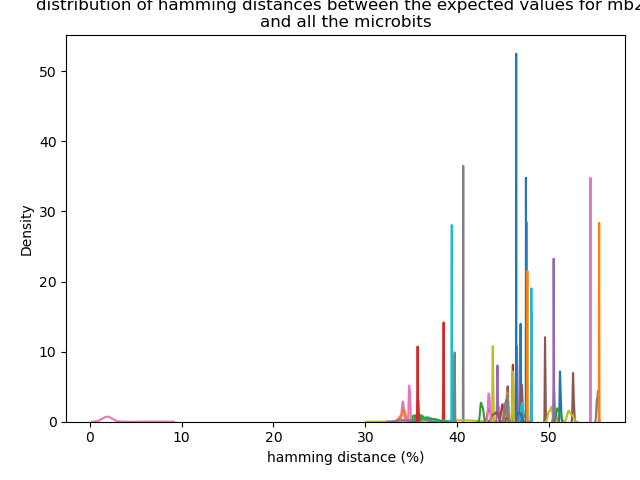 distribution of hamming distances between the expected values for mb2
and all the microbits
50
40
30
20
10
0
Density
0 10 20 30 40 50
hamming distance (%)